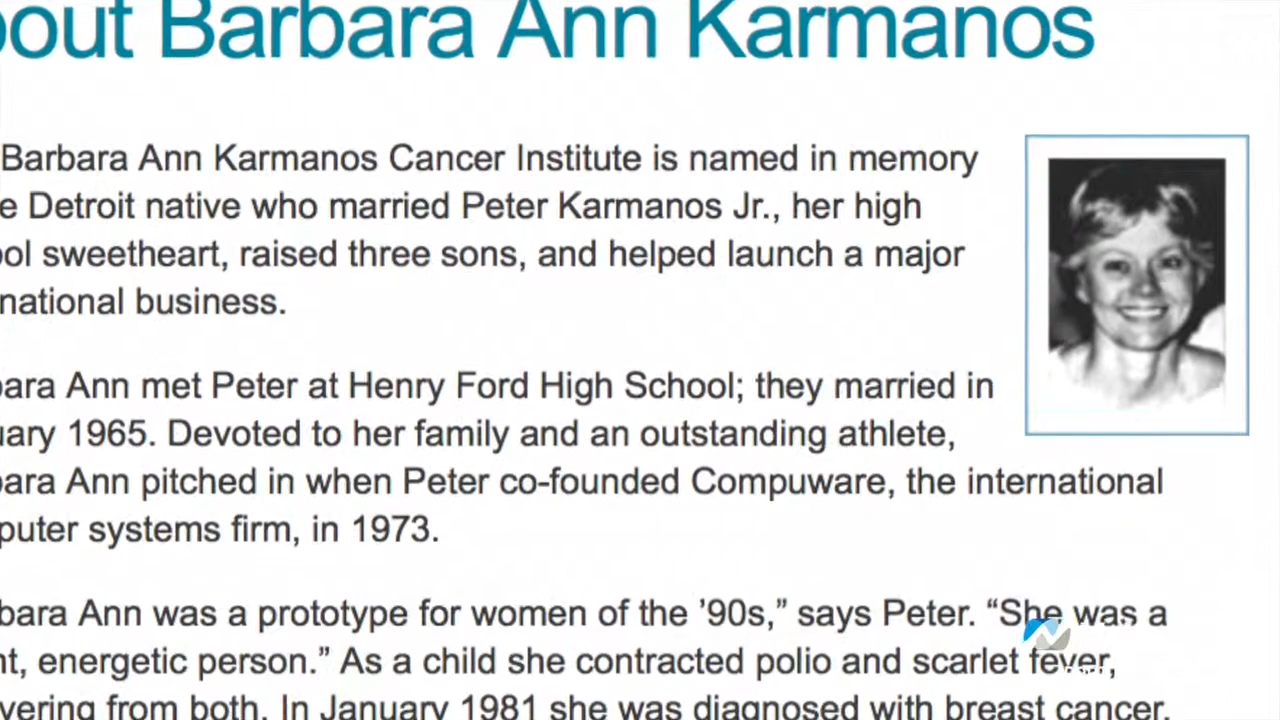 bout Barbara Ann Karmanos
Barbara Ann Karmanos Cancer Institute is named in memory
e Detroit native who married Peter Karmanos Jr., her high
ool sweetheart, raised three sons, and helped launch a major
national business.
bara Ann met Peter at Henry Ford High School; they married in
uary 1965. Devoted to her family and an outstanding athlete,
bara Ann pitched in when Peter co-founded Compuware, the international
puter systems firm, in 1973.
bara Ann was a prototype for women of the ’90s,” says Peter. “She was a
nt, energetic person.” As a child she contracted polio and scarlet fever,
vering from both. In January 1981 she was diagnosed with breast cancer.